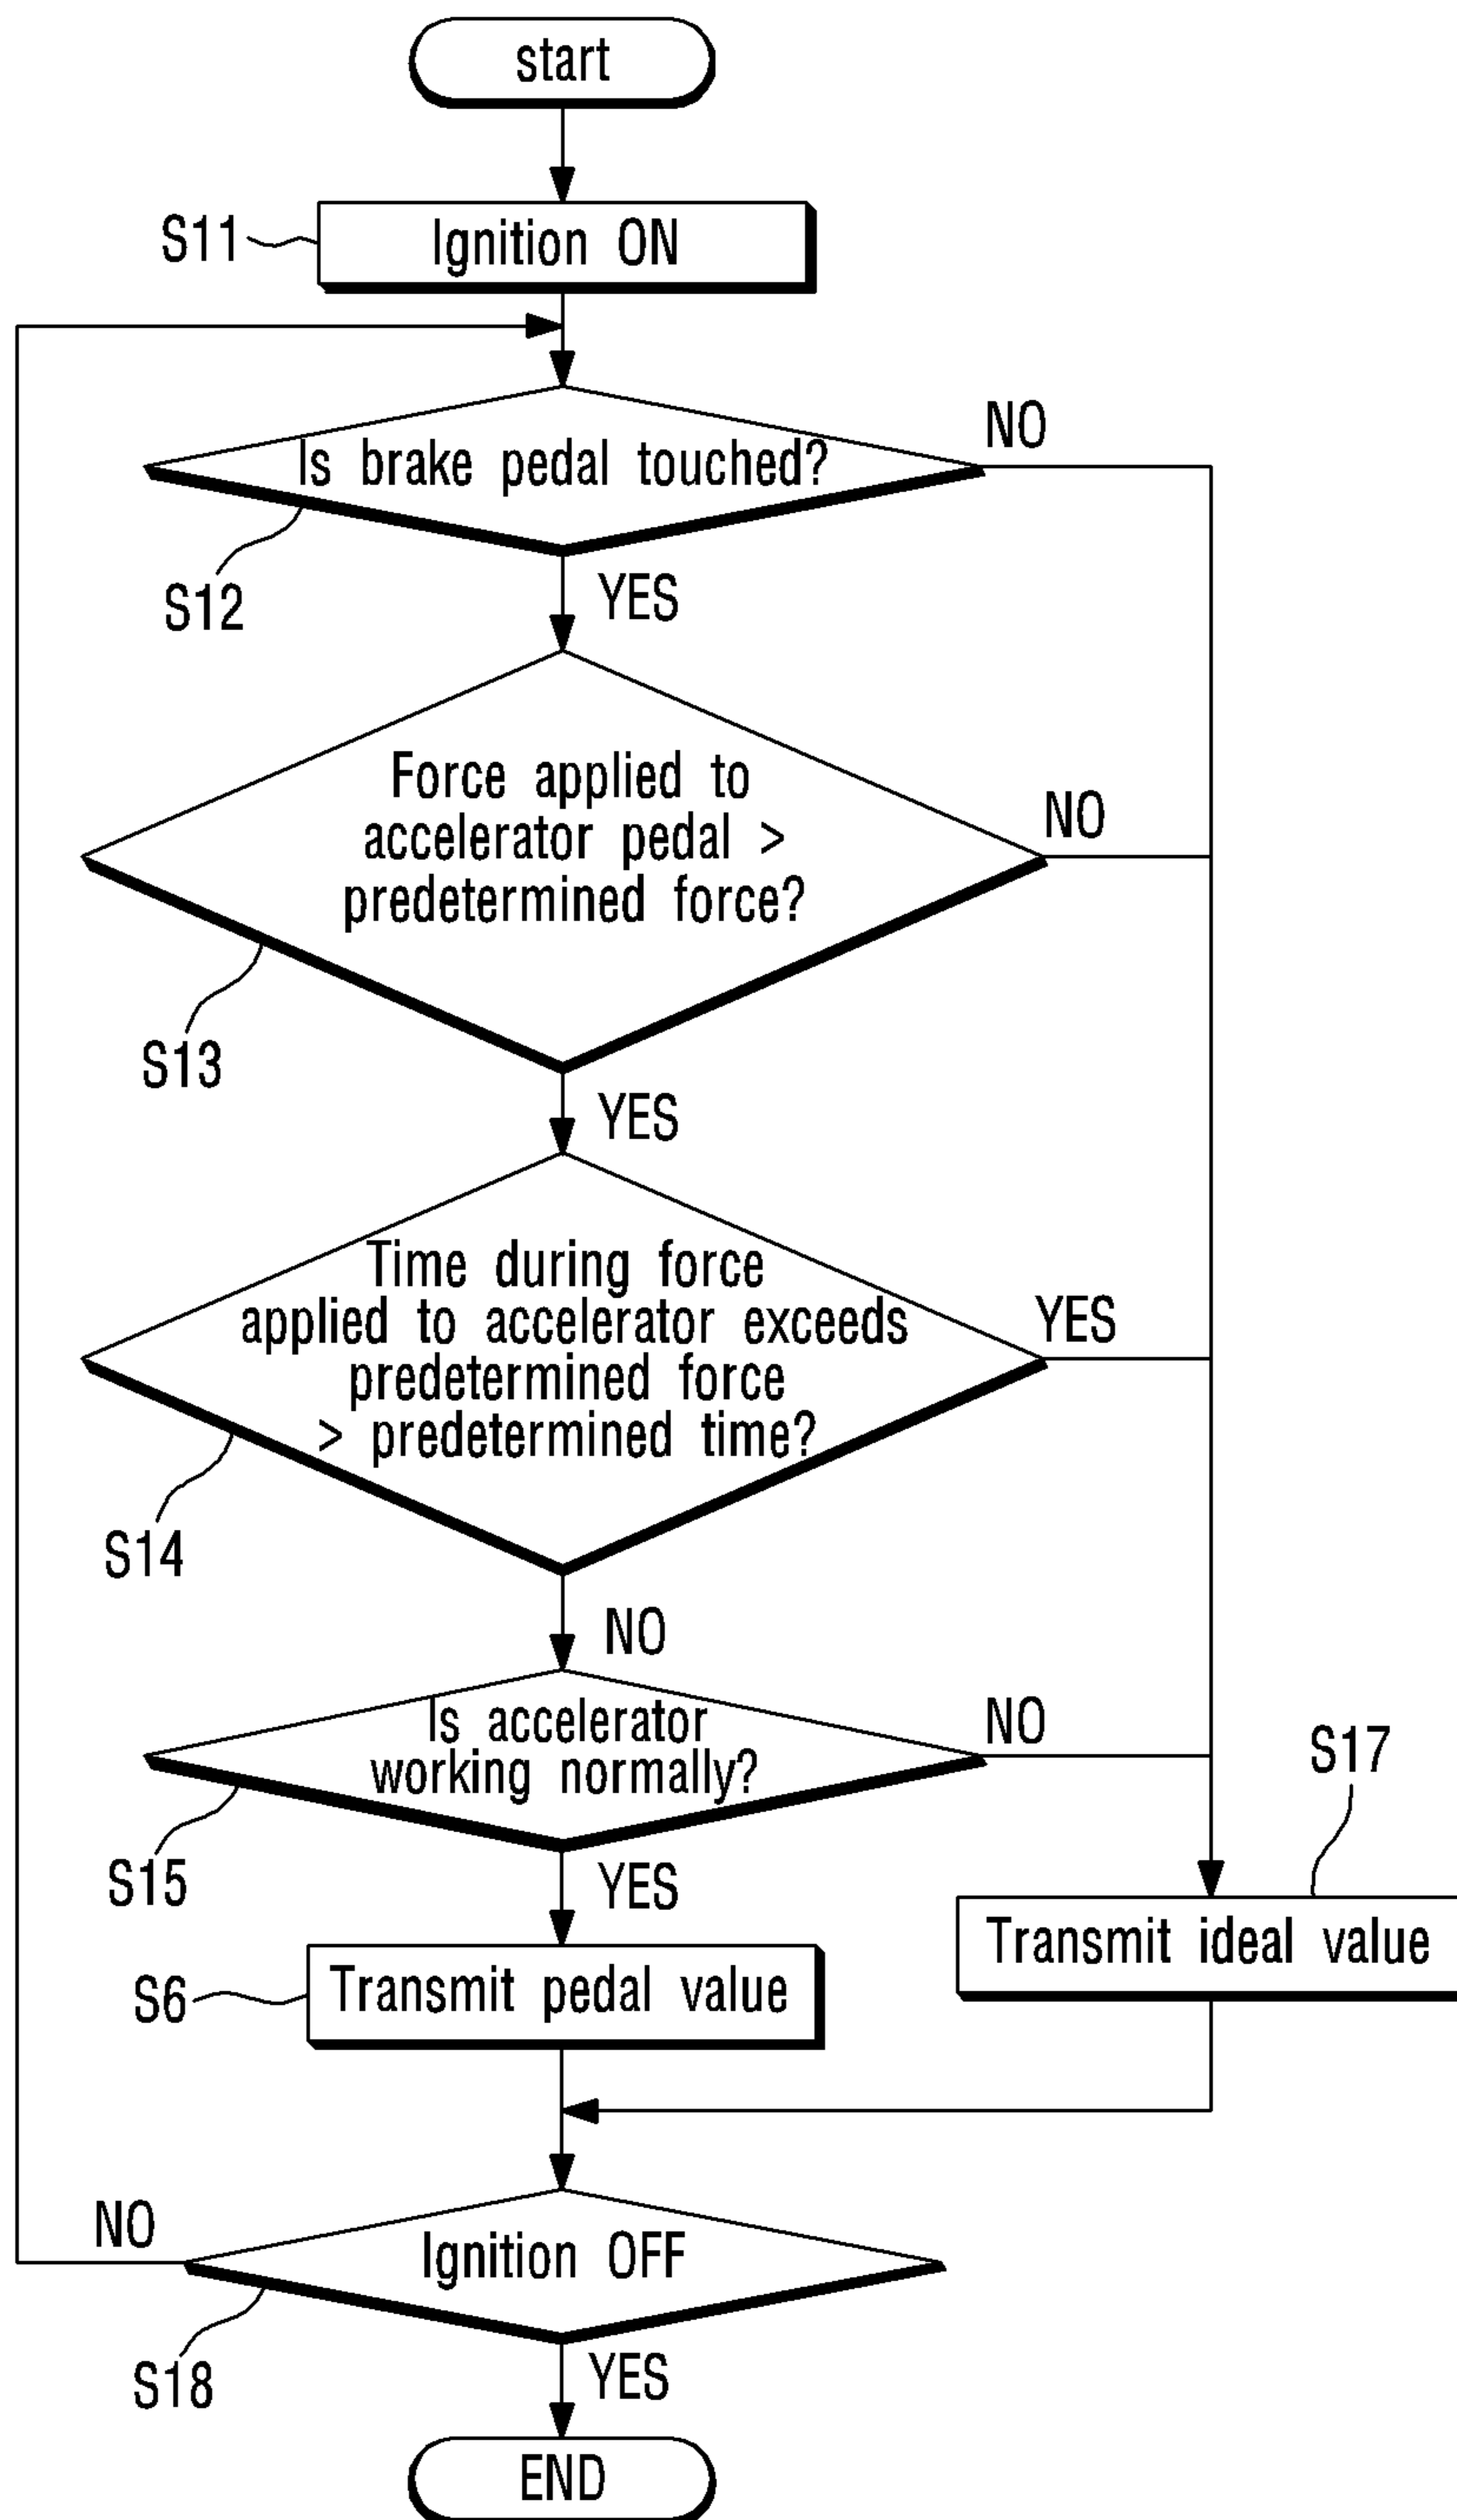 start
S11
Ignition ON
NO
Is brake pedal touched?
S12
YES
Force applied to
accelerator pedal >
predetermined force?
NO
S13
YES
Time during force
applied to accelerator exceeds
predetermined force
> predetermined time?
YES
S14
NO
Is accelerator
working normally?
NO
S17
S15
YES
Transmit ideal value
S6
Transmit pedal value
NO
Ignition OFF
S18
YES
END